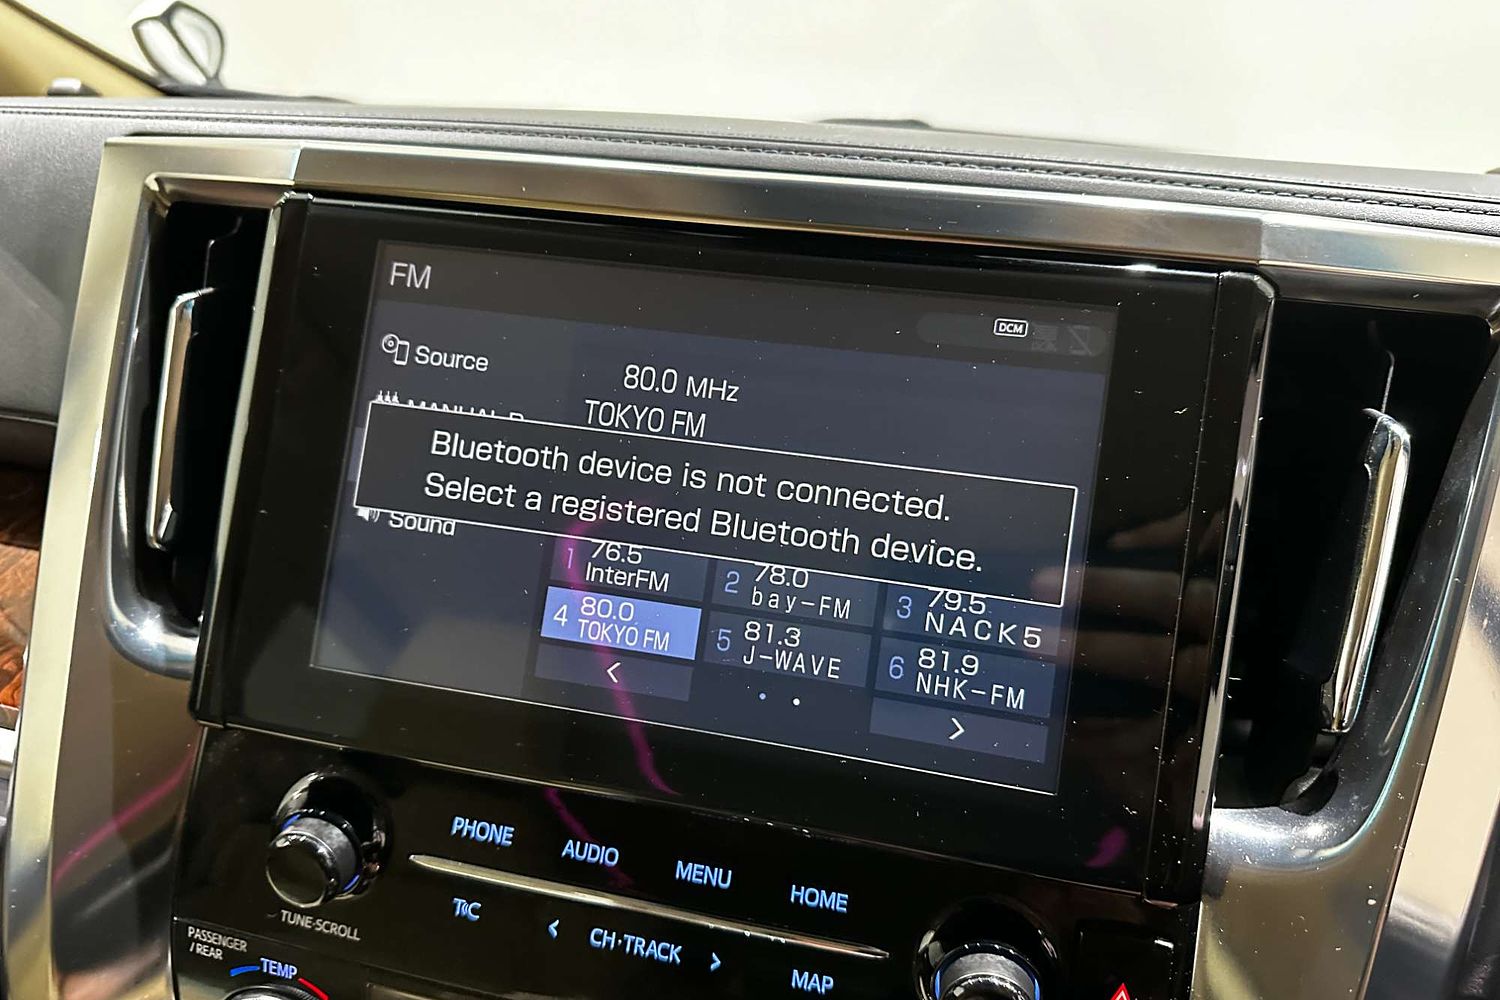 FM
DCM
Source
80.0 MHz
TOKYO FM
MANUAL
Bluetooth device is not connected.
Select a registered Bluetooth device.
Sound
1 76.5
InterFM
2 78.0
bay-FM
3 79.5
NACK5
4 80.0
TOKYO FM
5 81.3
J-WAVE
6 81.9
NHK-FM
<
>
PHONE
AUDIO
MENU
HOME
TUNE·SCROLL
T·C
< CH·TRACK >
MAP
PASSENGER
/REAR
TEMP